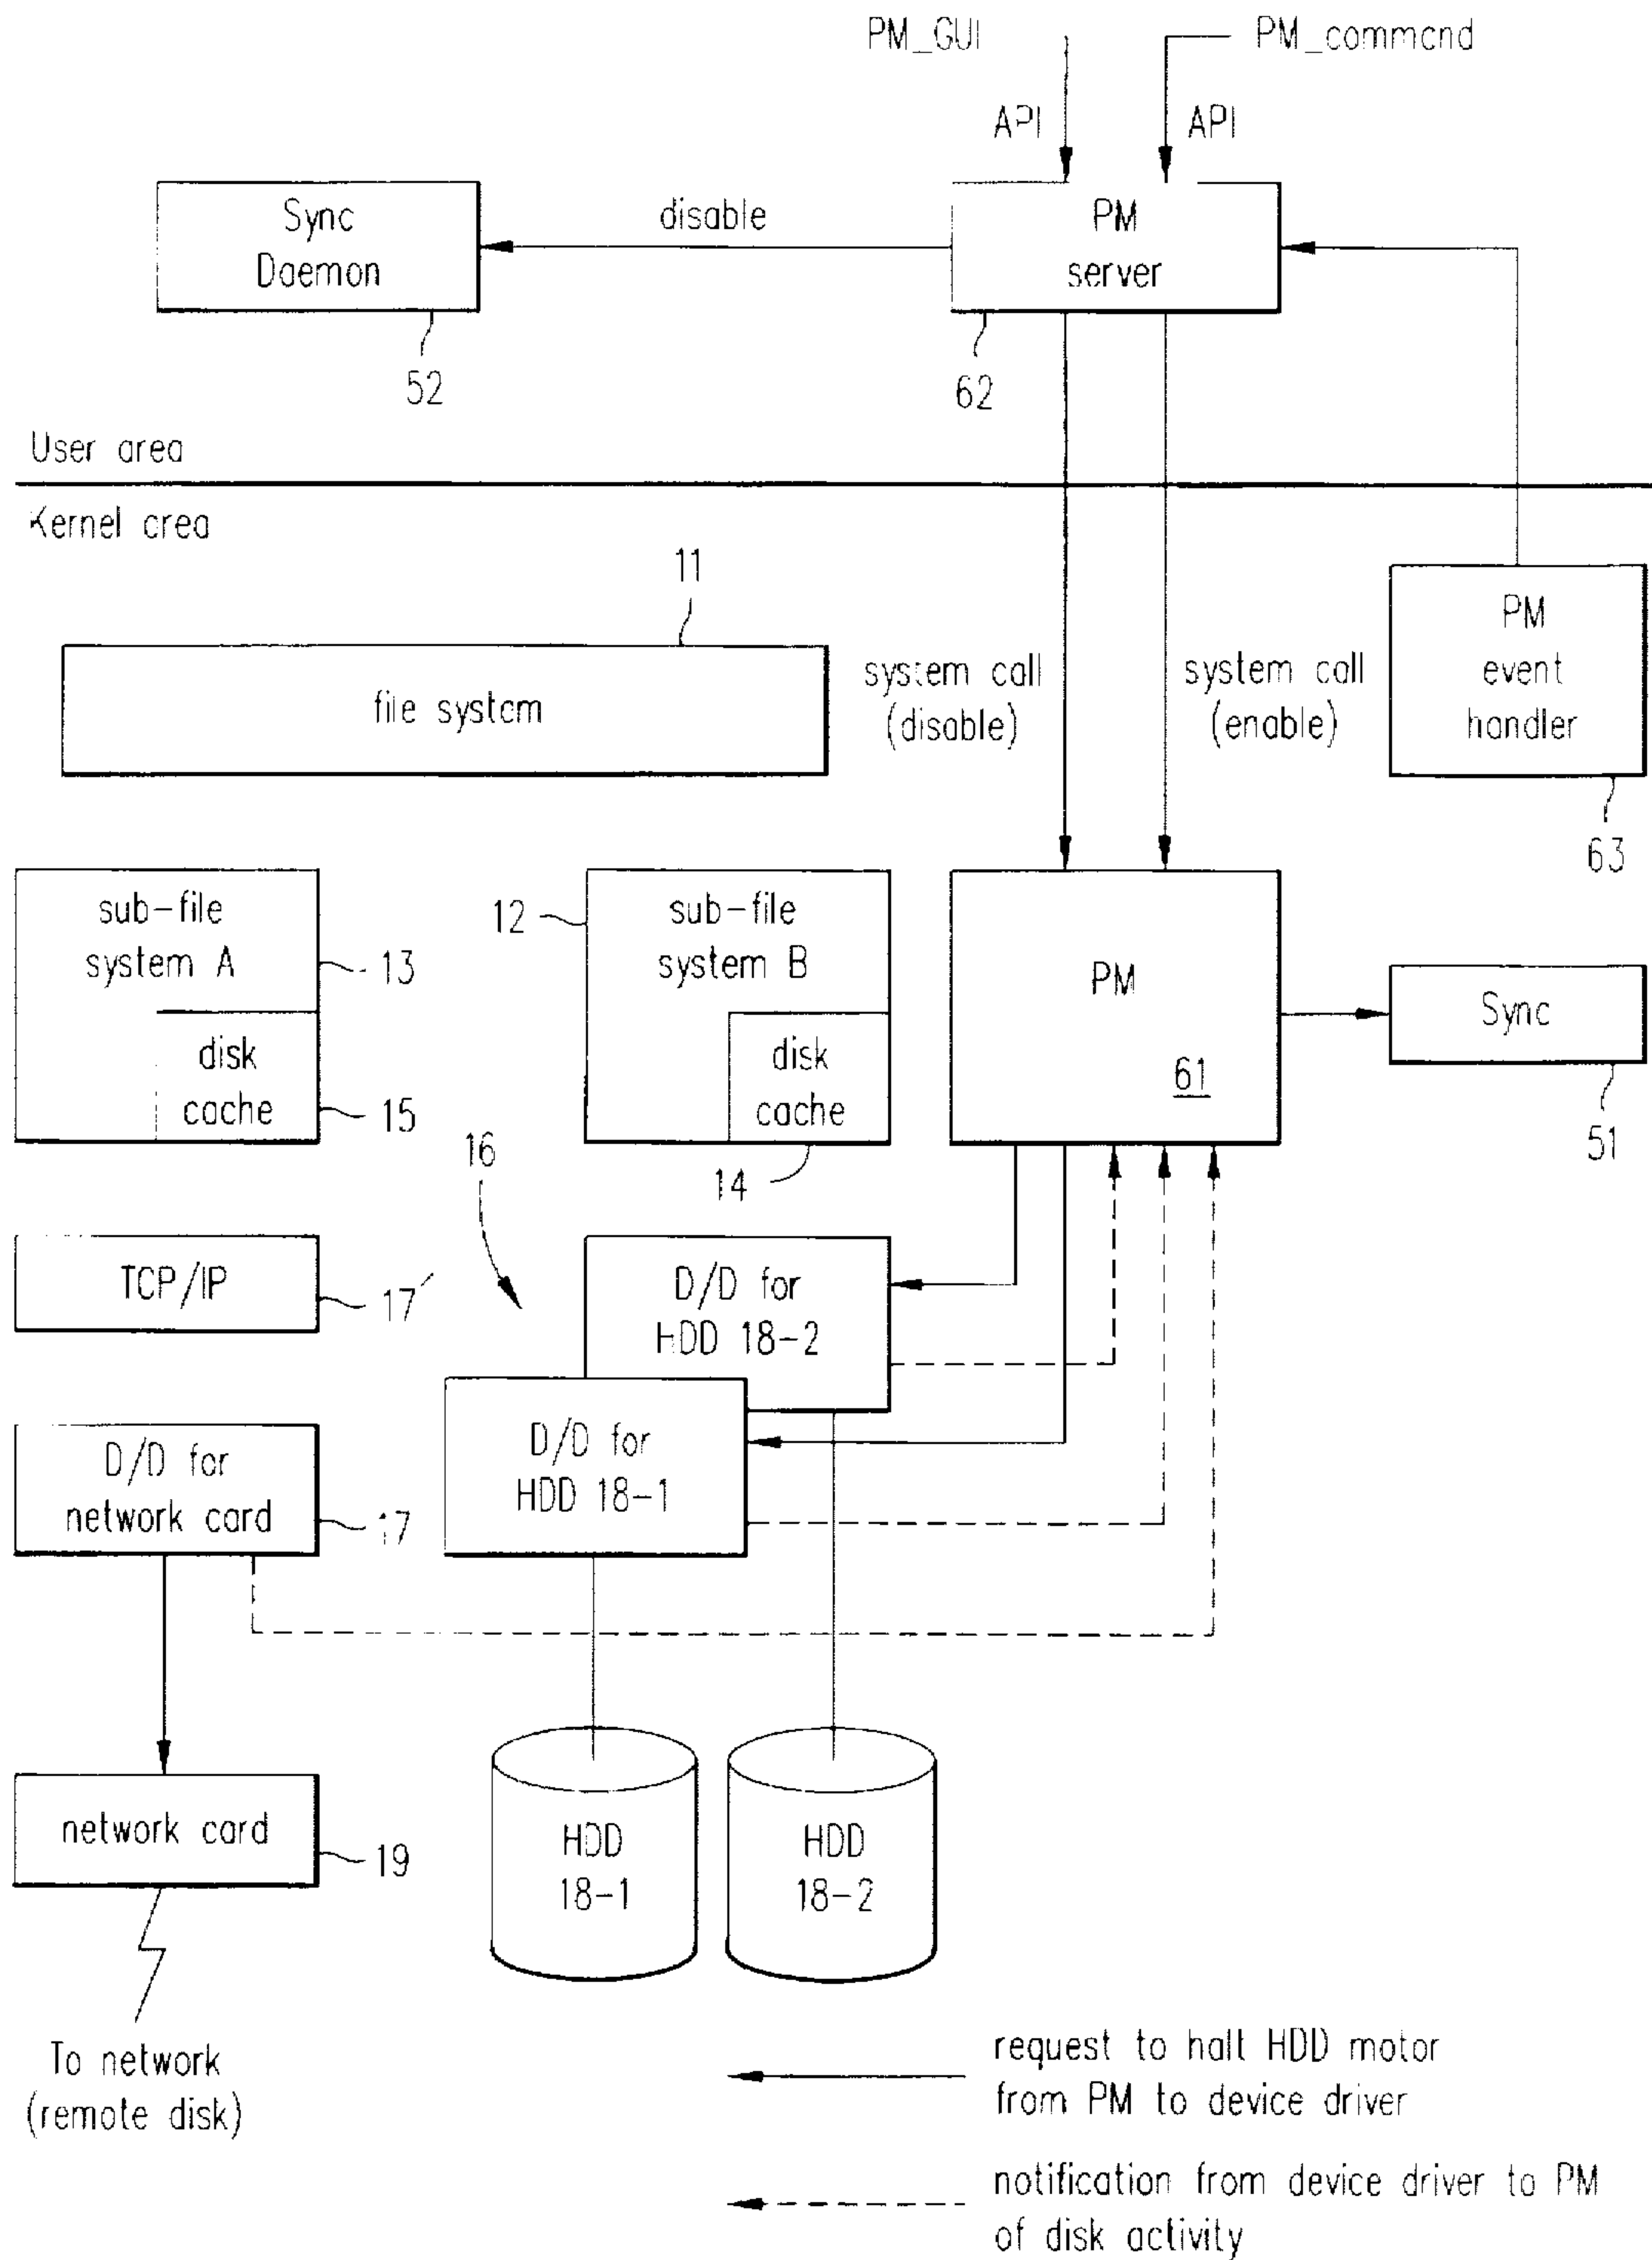 PM_GUI
PM_command
API
API
Sync
Daemon
disable
PM
server
52
62
User area
Kernel area
11
file system
system call
(disable)
system call
(enable)
PM
event
handler
63
sub-file
system A
13
disk
cache
15
12
sub-file
system B
disk
cache
14
PM
61
Sync
51
16
TCP/IP
17'
D/D for
HDD 18-2
D/D for
HDD 18-1
D/D for
network card
17
network card
19
HDD
18-1
HDD
18-2
To network
(remote disk)
request to halt HDD motor
from PM to device driver
notification from device driver to PM
of disk activity